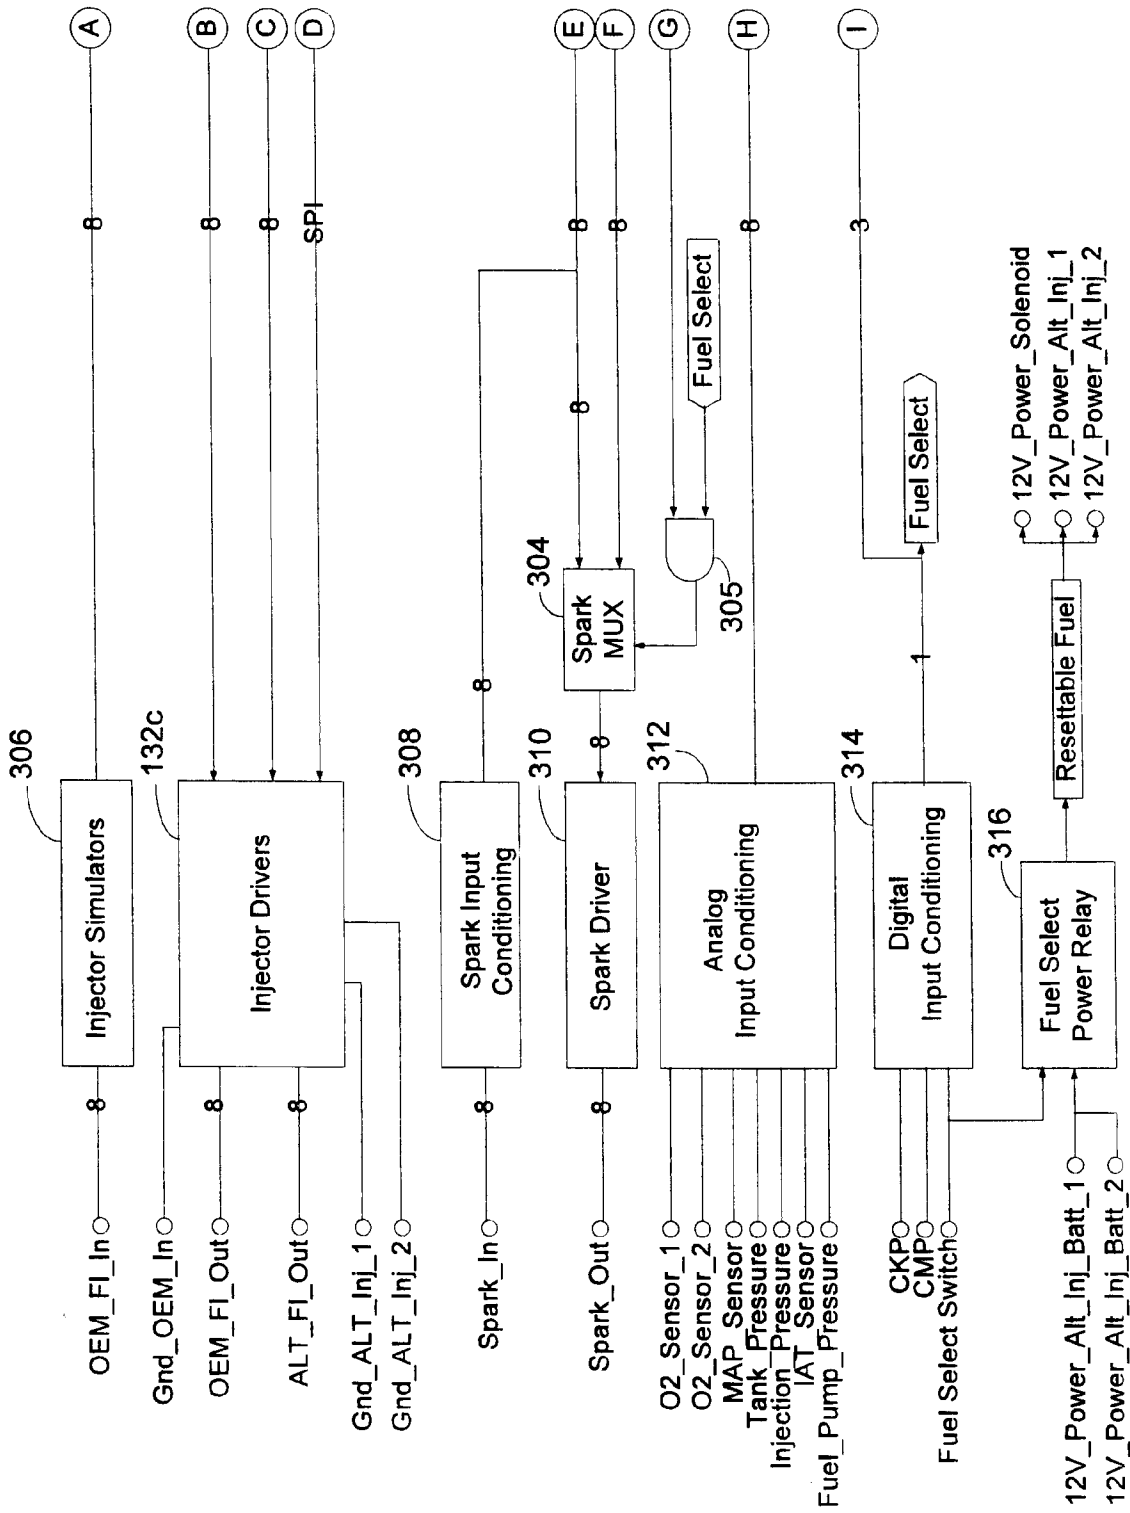 A
B
C
D
E
F
G
H
I
8
8
8
SPI
8
8
8
3
8
Fuel Select
8
Fuel Select
1
12V_Power_Solenoid
12V_Power_Alt_Inj_1
12V_Power_Alt_Inj_2
304
Spark
MUX
305
8
Resettable Fuel
306
Injector Simulators
132c
Injector Drivers
308
Spark Input
Conditioning
310
Spark Driver
312
Analog
Input Conditioning
314
Digital
Input Conditioning
316
Fuel Select
Power Relay
8
8
8
8
8
OEM_FI_In
Gnd_OEM_In
OEM_FI_Out
ALT_FI_Out
Gnd_ALT_Inj_1
Gnd_ALT_Inj_2
Spark_In
Spark_Out
O2_Sensor_1
O2_Sensor_2
MAP_Sensor
Tank_Pressure
Injection_Pressure
IAT_Sensor
Fuel_Pump_Pressure
CKP
CMP
Fuel Select Switch
12V_Power_Alt_Inj_Batt_1
12V_Power_Alt_Inj_Batt_2